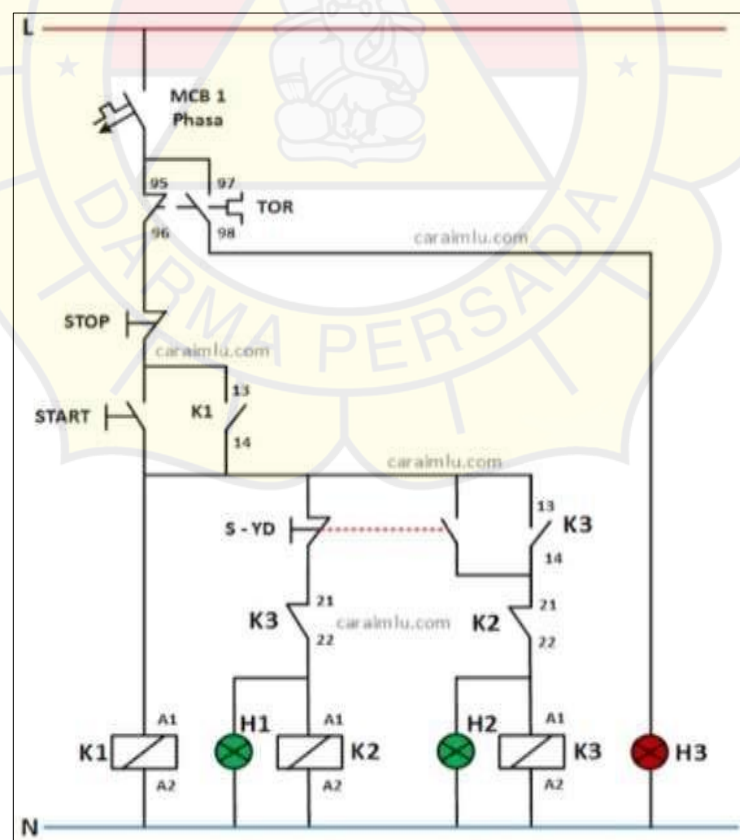 L
MCB 1
Phasa
95
97
TOR
96
98
caraimlu.com
DARMA PERSADA
STOP
caraimlu.com
START
K1
13
14
caraimlu.com
S - YD
13
K3
14
K3
21
22
caraimlu.com
K2
21
22
H1
H2
K1
A1
A2
K2
A1
A2
K3
A1
A2
H3
N